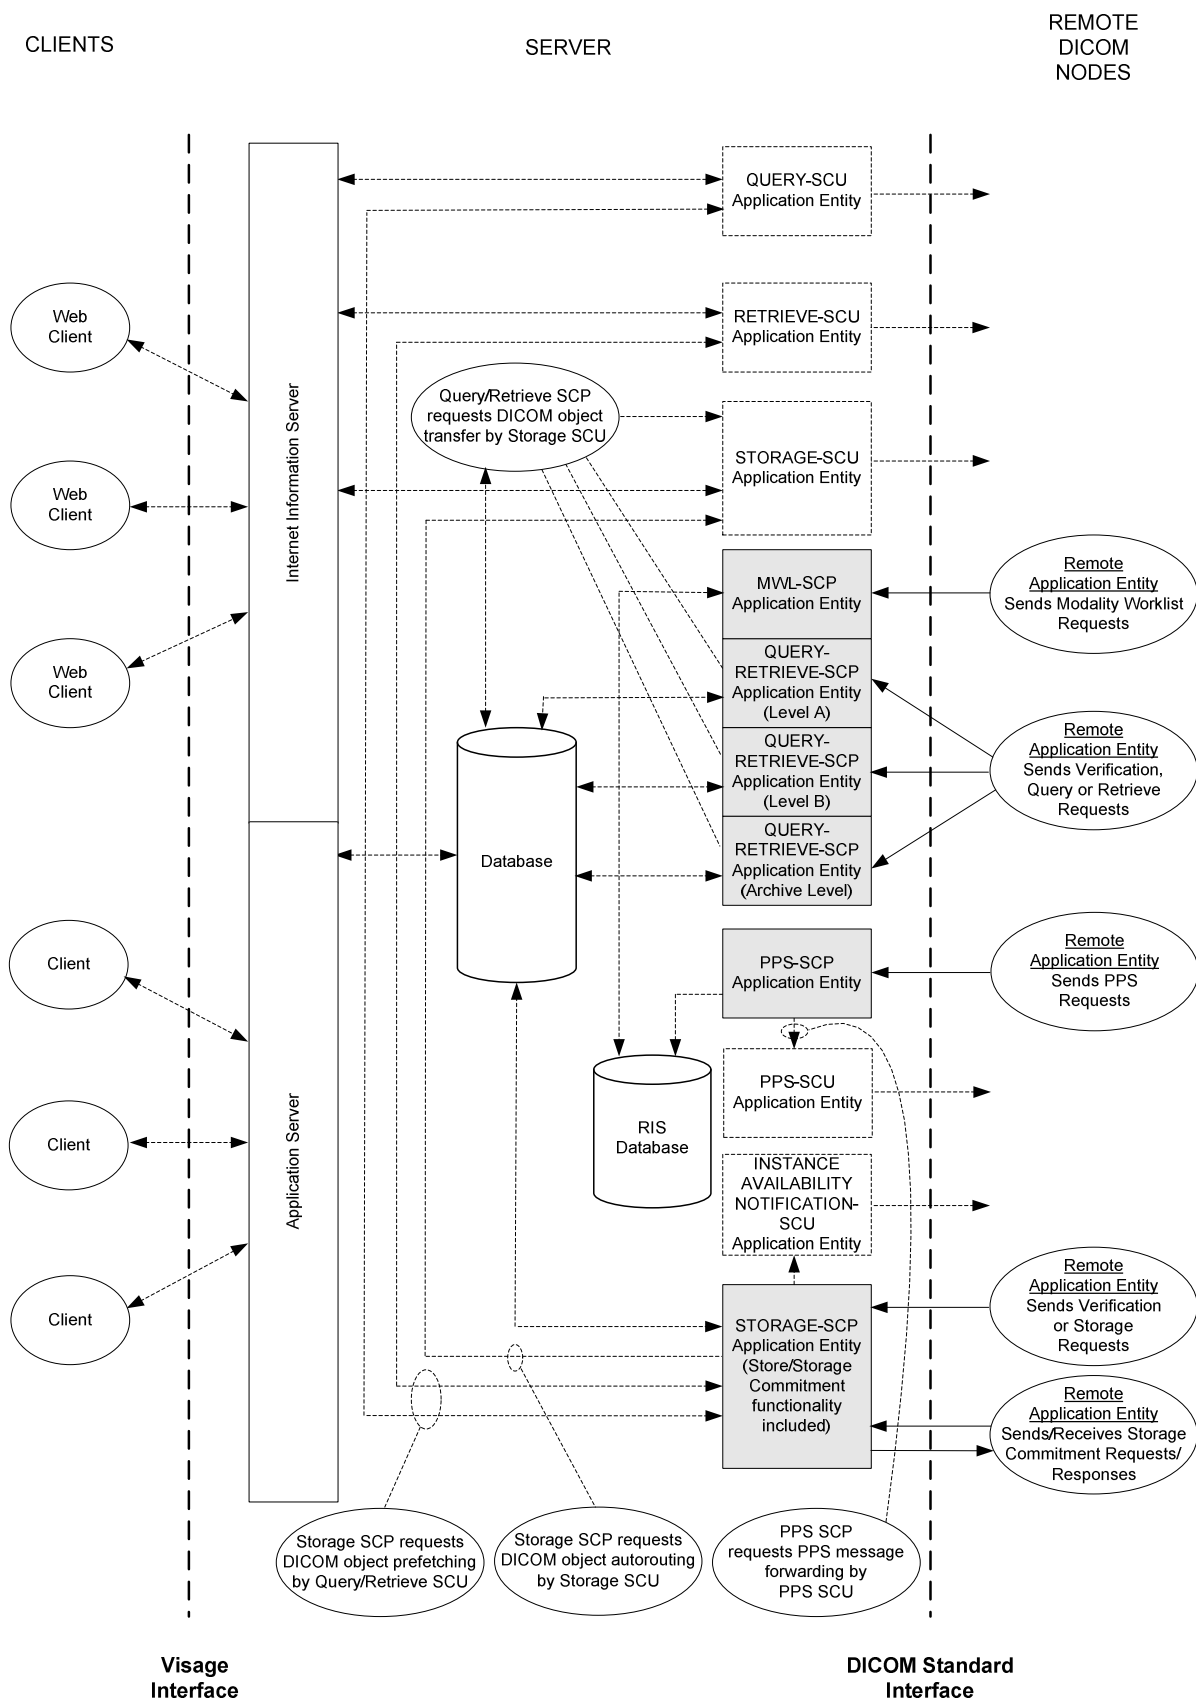 CLIENTS
SERVER
REMOTE
DICOM
NODES
QUERY-SCU
Application Entity
RETRIEVE-SCU
Application Entity
Web
Client
Query/Retrieve SCP
requests DICOM object
transfer by Storage SCU
STORAGE-SCU
Application Entity
Internet Information Server
Web
Client
MWL-SCP
Application Entity
Remote
Application Entity
Sends Modality Worklist
Requests
Web
Client
QUERY-
RETRIEVE-SCP
Application Entity
(Level A)
QUERY-
RETRIEVE-SCP
Application Entity
(Level B)
Remote
Application Entity
Sends Verification,
Query or Retrieve
Requests
QUERY-
RETRIEVE-SCP
Application Entity
(Archive Level)
Database
Client
PPS-SCP
Application Entity
Remote
Application Entity
Sends PPS
Requests
PPS-SCU
Application Entity
RIS
Database
Client
Application Server
INSTANCE
AVAILABILITY
NOTIFICATION-
SCU
Application Entity
Client
STORAGE-SCP
Application Entity
(Store/Storage
Commitment
functionality
included)
Remote
Application Entity
Sends Verification
or Storage
Requests
Remote
Application Entity
Sends/Receives Storage
Commitment Requests/
Responses
Storage SCP requests
DICOM object prefetching
by Query/Retrieve SCU
Storage SCP requests
DICOM object autorouting
by Storage SCU
PPS SCP
requests PPS message
forwarding by
PPS SCU
Visage
Interface
DICOM Standard
Interface